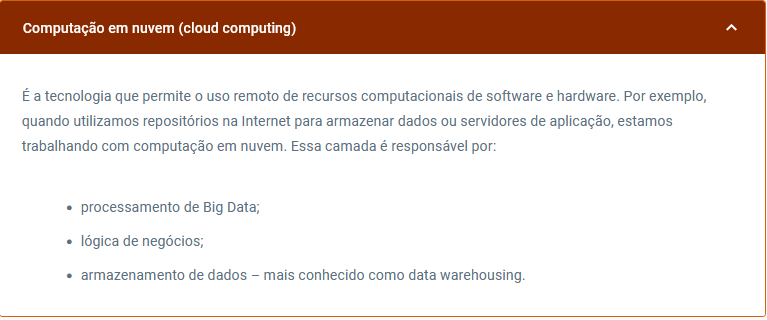 Computação em nuvem (cloud computing)
É a tecnologia que permite o uso remoto de recursos computacionais de software e hardware. Por exemplo,
quando utilizamos repositórios na Internet para armazenar dados ou servidores de aplicação, estamos
trabalhando com computação em nuvem. Essa camada é responsável por:
• processamento de Big Data;
• lógica de negócios;
• armazenamento de dados – mais conhecido como data warehousing.